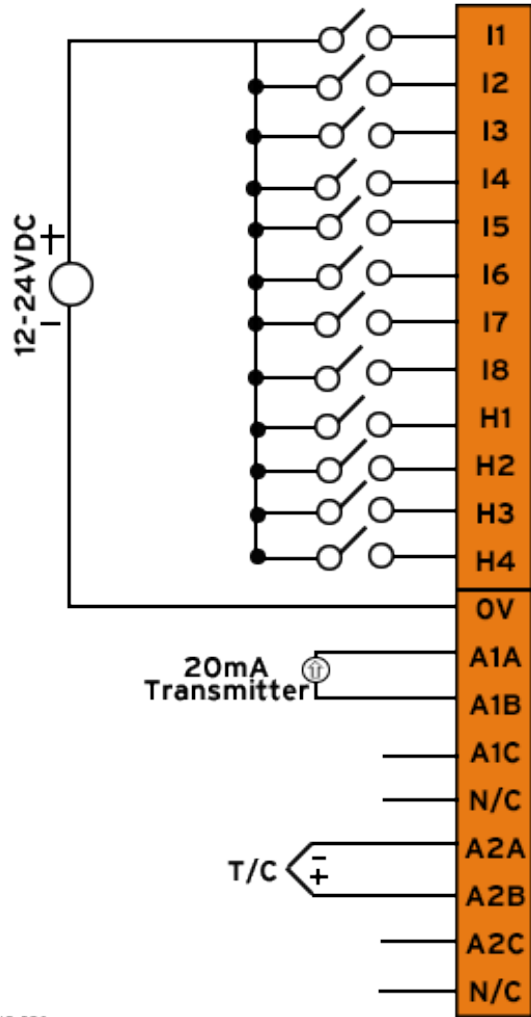 I1
I2
I3
I4
I5
I6
I7
I8
H1
H2
H3
H4
0V
A1A
A1B
A1C
N/C
A2A
A2B
A2C
N/C
12-24VDC
+
-
20mA
Transmitter
T/C
-
+